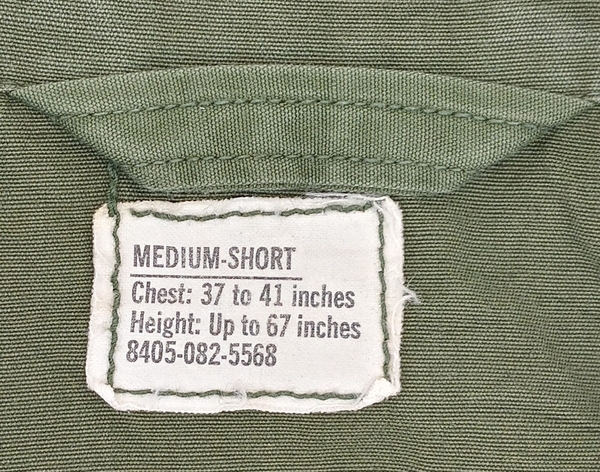 MEDIUM-SHORT
Chest: 37 to 41 inches
Height: Up to 67 inches
8405-082-5568